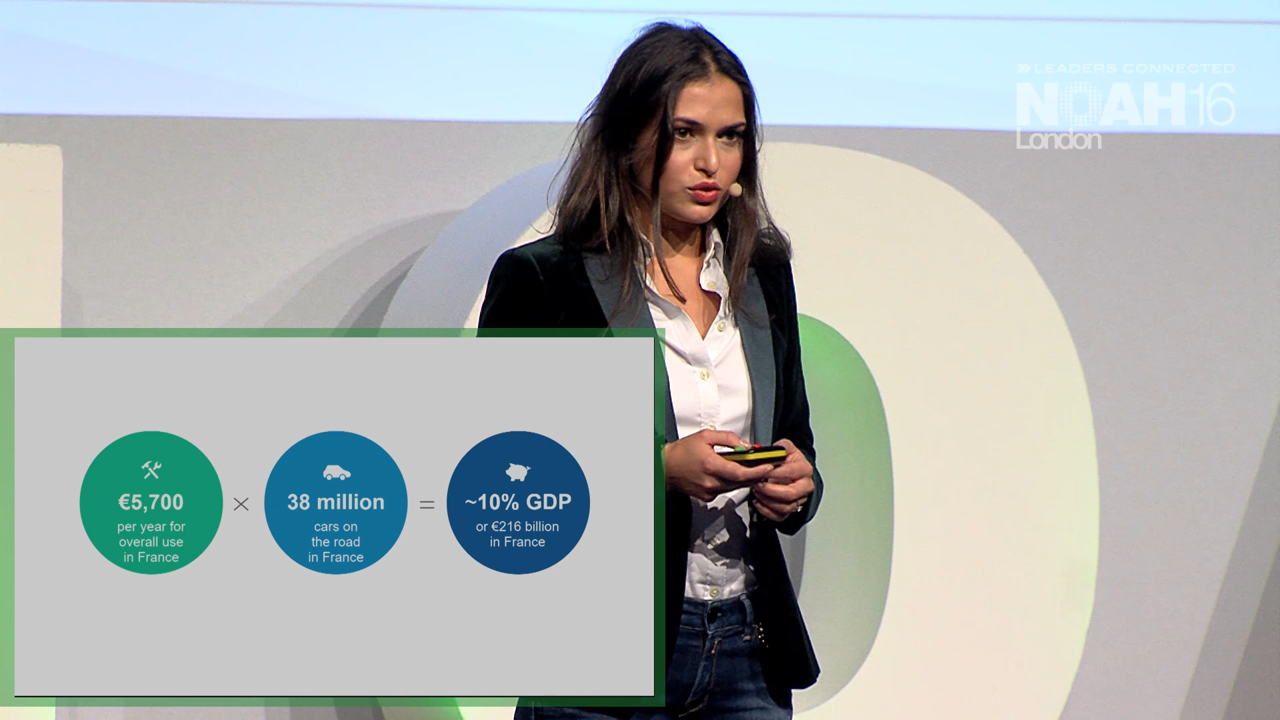 »LEADERS CONNECTED
NOAH16
London
€5,700
per year for
overall use
in France
×
38 million
cars on
the road
in France
=
~10% GDP
or €216 billion
in France